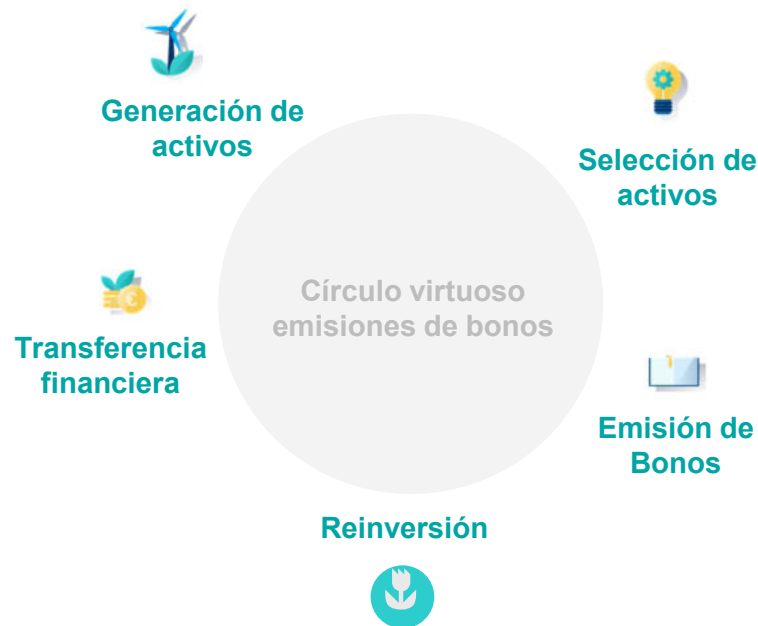 Generación de
activos
Selección de
activos
Círculo virtuoso
emisiones de bonos
Transferencia
financiera
Emisión de
Bonos
Reinversión